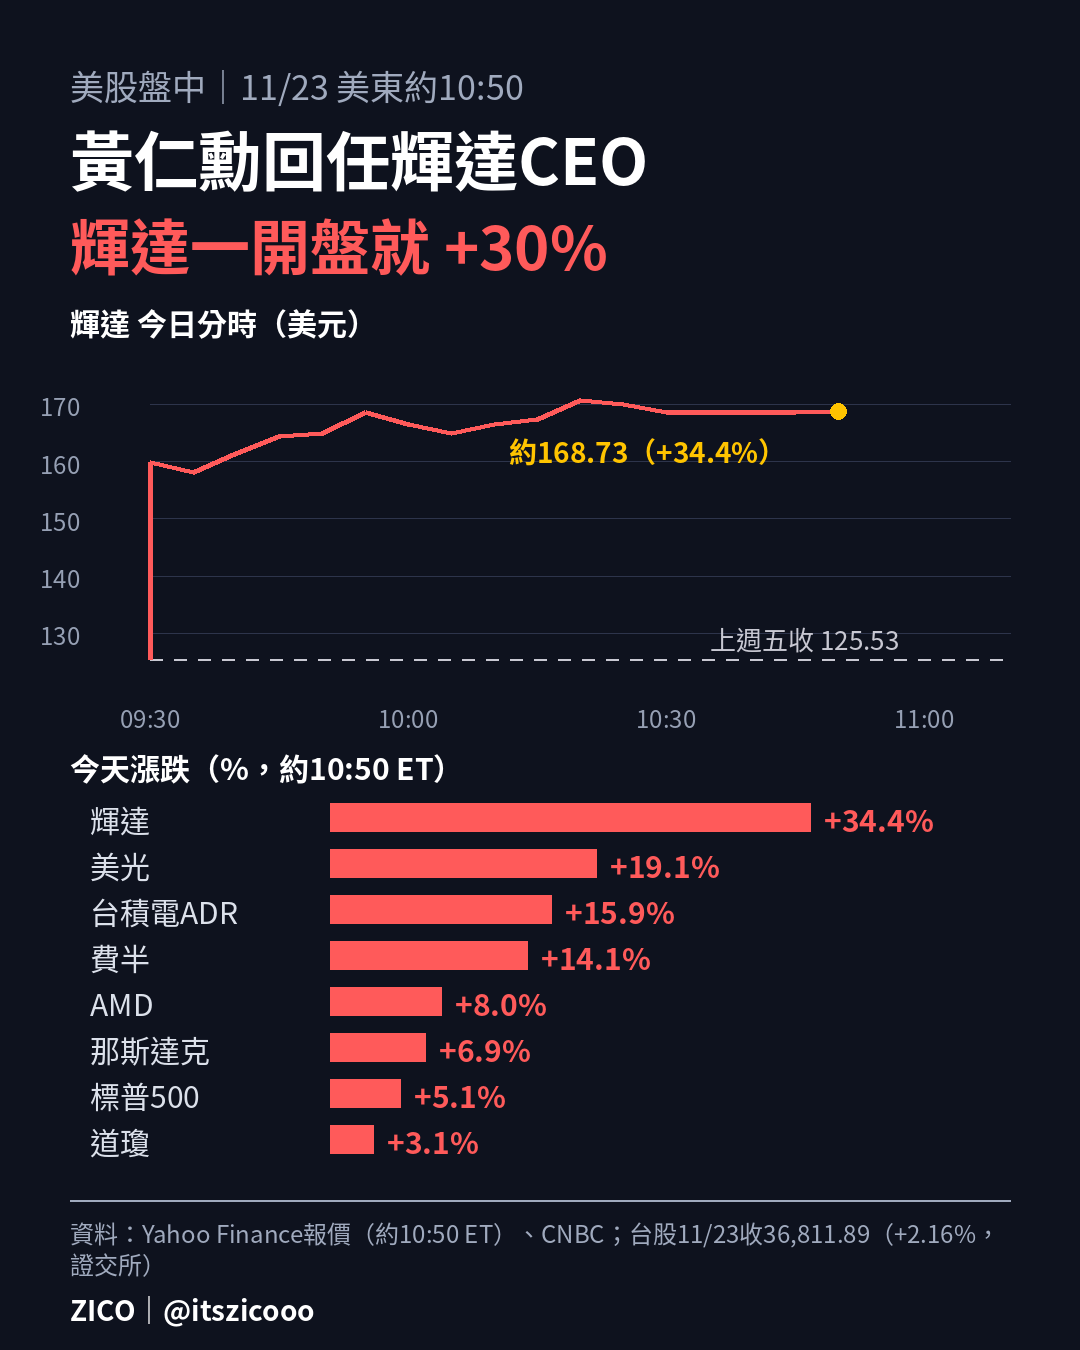 美股盤中｜11/23 美東約10:50
黃仁勳回任輝達CEO
輝達一開盤就 +30%
輝達 今日分時（美元）
170
160
150
140
130
約168.73（+34.4%）
上週五收 125.53
09:30 10:00 10:30 11:00
今天漲跌（%，約10:50 ET）
輝達 +34.4%
美光 +19.1%
台積電ADR +15.9%
費半 +14.1%
AMD +8.0%
那斯達克 +6.9%
標普500 +5.1%
道瓊 +3.1%
資料：Yahoo Finance報價（約10:50 ET）、CNBC；台股11/23收36,811.89（+2.16%，
證交所）
ZICO｜@itszicooo